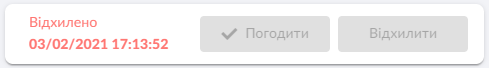 Відхилено
03/02/2021 17:13:52
Погодити
Відхилити